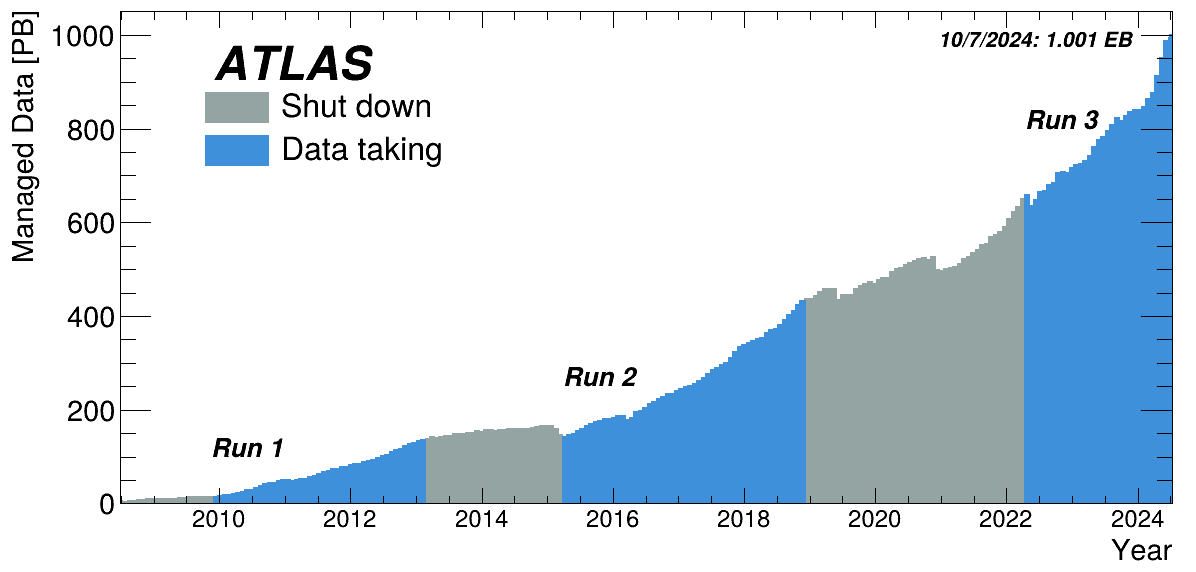 Managed Data [PB]
1000
800
600
400
200
0
ATLAS
Shut down
Data taking
10/7/2024: 1.001 EB
Run 3
Run 2
Run 1
2010 2012 2014 2016 2018 2020 2022 2024
Year